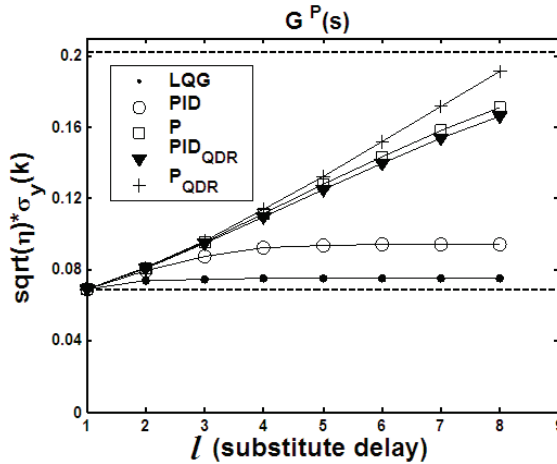 G P(s)
0.2
0.16
0.12
0.08
0.04
0
sqrt(η)*σy(k)
LQG
PID
P
PIDQDR
PQDR
1 2 3 4 5 6 7 8 9
l (substitute delay)